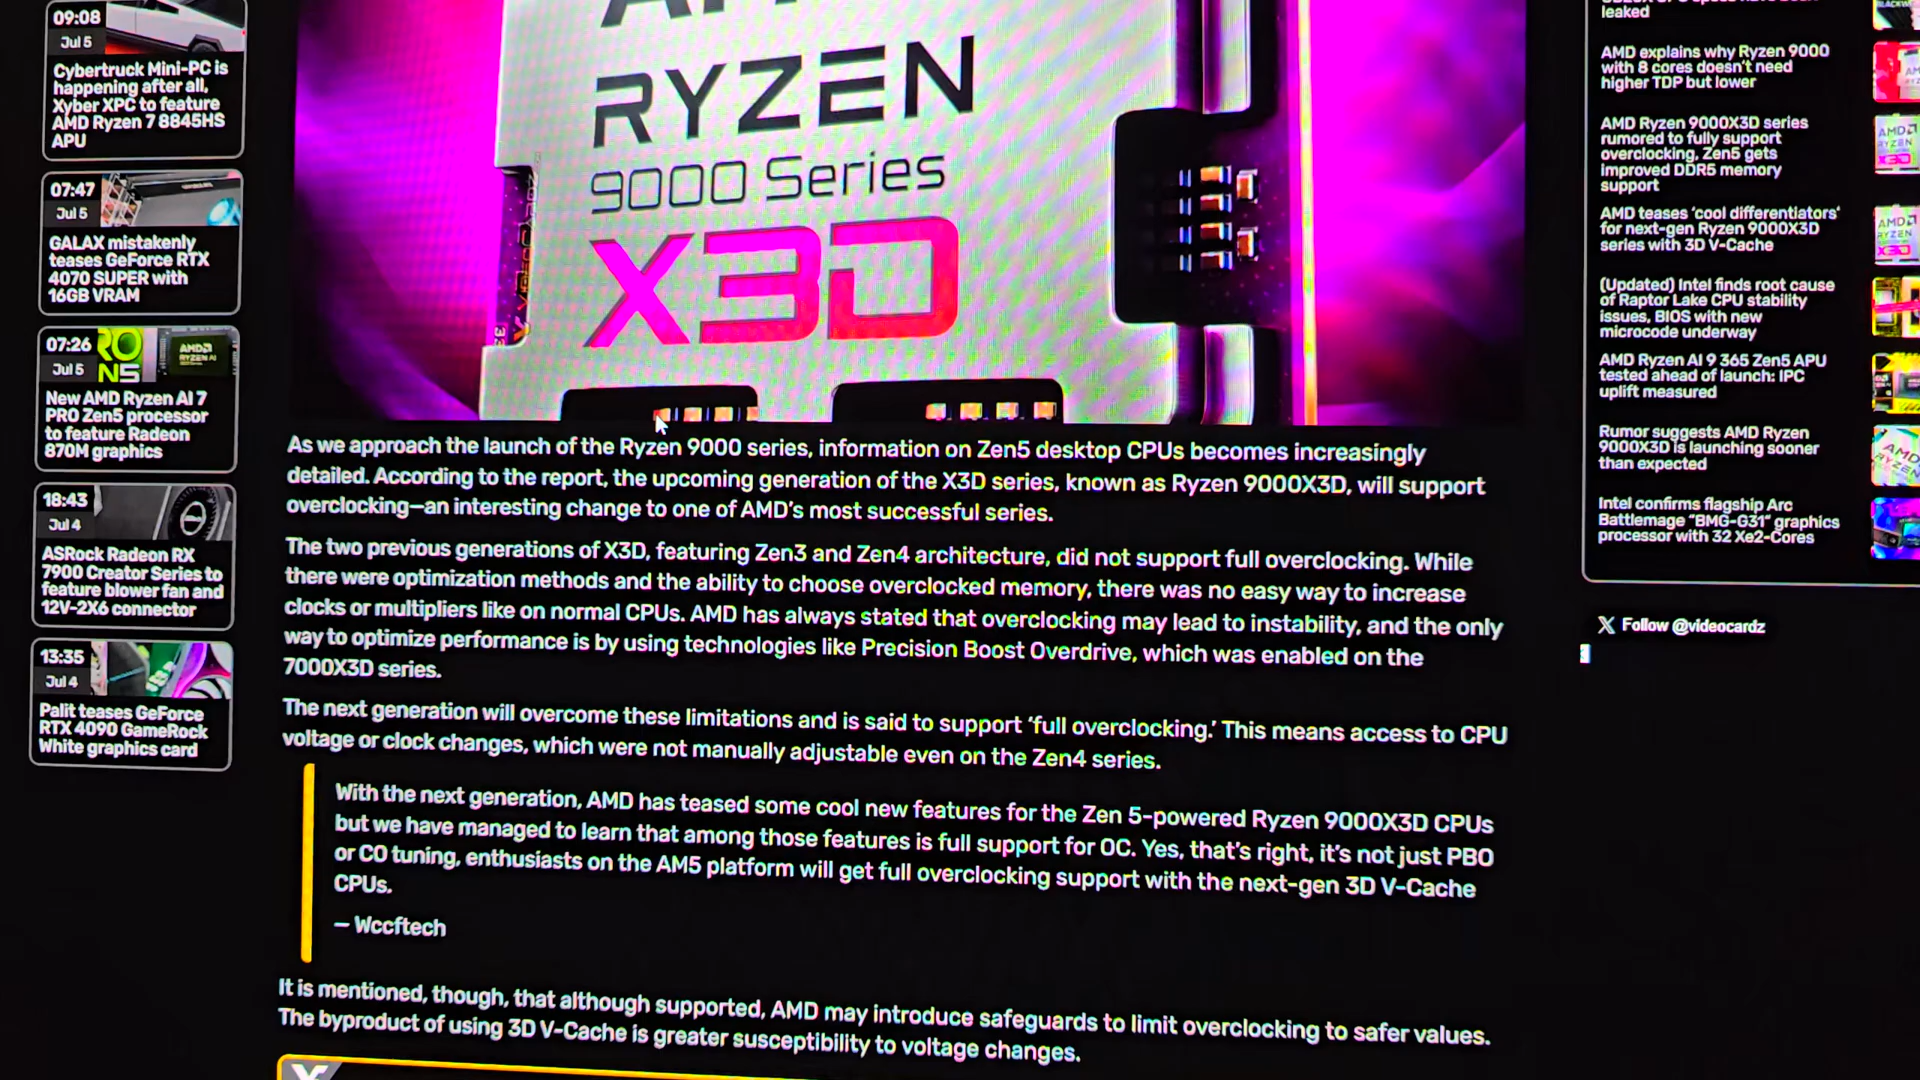 09:08
Jul 5
Cybertruck Mini-PC is
happening after all,
Xyber XPC to feature
AMD Ryzen 7 8845HS
APU
07:47
Jul 5
GALAX mistakenly
teases GeForce RTX
4070 SUPER with
16GB VRAM
07:26
Jul 5
AMD
RYZEN AI
New AMD Ryzen AI 7
PRO Zen5 processor
to feature Radeon
870M graphics
18:43
Jul 4
ASRock Radeon RX
7900 Creator Series to
feature blower fan and
12V-2X6 connector
13:35
Jul 4
Palit teases GeForce
RTX 4090 GameRock
White graphics card
RYZEN
9000 Series
X3D
As we approach the launch of the Ryzen 9000 series, information on Zen5 desktop CPUs becomes increasingly
detailed. According to the report, the upcoming generation of the X3D series, known as Ryzen 9000X3D, will support
overclocking—an interesting change to one of AMD's most successful series.
The two previous generations of X3D, featuring Zen3 and Zen4 architecture, did not support full overclocking. While
there were optimization methods and the ability to choose overclocked memory, there was no easy way to increase
clocks or multipliers like on normal CPUs. AMD has always stated that overclocking may lead to instability, and the only
way to optimize performance is by using technologies like Precision Boost Overdrive, which was enabled on the
7000X3D series.
The next generation will overcome these limitations and is said to support 'full overclocking.' This means access to CPU
voltage or clock changes, which were not manually adjustable even on the Zen4 series.
With the next generation, AMD has teased some cool new features for the Zen 5-powered Ryzen 9000X3D CPUs
but we have managed to learn that among those features is full support for OC. Yes, that's right, it's not just PBO
or CO tuning, enthusiasts on the AM5 platform will get full overclocking support with the next-gen 3D V-Cache
CPUs.
— Wccftech
It is mentioned, though, that although supported, AMD may introduce safeguards to limit overclocking to safer values.
The byproduct of using 3D V-Cache is greater susceptibility to voltage changes.
leaked
AMD explains why Ryzen 9000
with 8 cores doesn't need
higher TDP but lower
AMD Ryzen 9000X3D series
rumored to fully support
overclocking, Zen5 gets
improved DDR5 memory
support
AMD teases 'cool differentiators'
for next-gen Ryzen 9000X3D
series with 3D V-Cache
(Updated) Intel finds root cause
of Raptor Lake CPU stability
issues, BIOS with new
microcode underway
AMD Ryzen AI 9 365 Zen5 APU
tested ahead of launch: IPC
uplift measured
Rumor suggests AMD Ryzen
9000X3D is launching sooner
than expected
Intel confirms flagship Arc
Battlemage "BMG-G31" graphics
processor with 32 Xe2-Cores
X Follow @videocardz